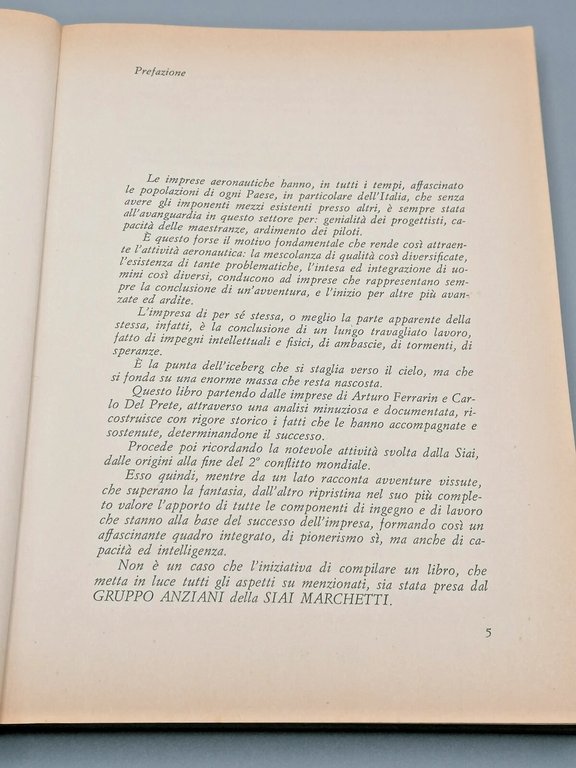 Prefazione
Le imprese aeronautiche hanno, in tutti i tempi, affascinato
le popolazioni di ogni Paese, in particolare dell'Italia, che senza
avere gli imponenti mezzi esistenti presso altri, è sempre stata
all'avanguardia in questo settore per: genialità dei progettisti, ca-
pacità delle maestranze, ardimento dei piloti.
È questo forse il motivo fondamentale che rende così attraen-
te l'attività aeronautica: la mescolanza di qualità così diversificate,
l'esistenza di tante problematiche, l'intesa ed integrazione di uo-
mini così diversi, conducono ad imprese che rappresentano sem-
pre la conclusione di un'avventura, e l'inizio per altre più avan-
zate ed ardite.
L'impresa di per sé stessa, o meglio la parte apparente della
stessa, infatti, è la conclusione di un lungo travagliato lavoro,
fatto di impegni intellettuali e fisici, di ambascie, di tormenti, di
speranze.
È la punta dell'iceberg che si staglia verso il cielo, ma che
si fonda su una enorme massa che resta nascosta.
Questo libro partendo dalle imprese di Arturo Ferrarin e Car-
lo Del Prete, attraverso una analisi minuziosa e documentata, ri-
costruisce con rigore storico i fatti che le hanno accompagnate e
sostenute, determinandone il successo.
Procede poi ricordando la notevole attività svolta dalla Siai,
dalle origini alla fine del 2° conflitto mondiale.
Esso quindi, mentre da un lato racconta avventure vissute,
che superano la fantasia, dall'altro ripristina nel suo più comple-
to valore l'apporto di tutte le componenti di ingegno e di lavoro
che stanno alla base del successo dell'impresa, formando così un
affascinante quadro integrato, di pionerismo sì, ma anche di ca-
pacità ed intelligenza.
Non è un caso che l'iniziativa di compilare un libro, che
metta in luce tutti gli aspetti su menzionati, sia stata presa dal
GRUPPO ANZIANI della SIAI MARCHETTI.
5